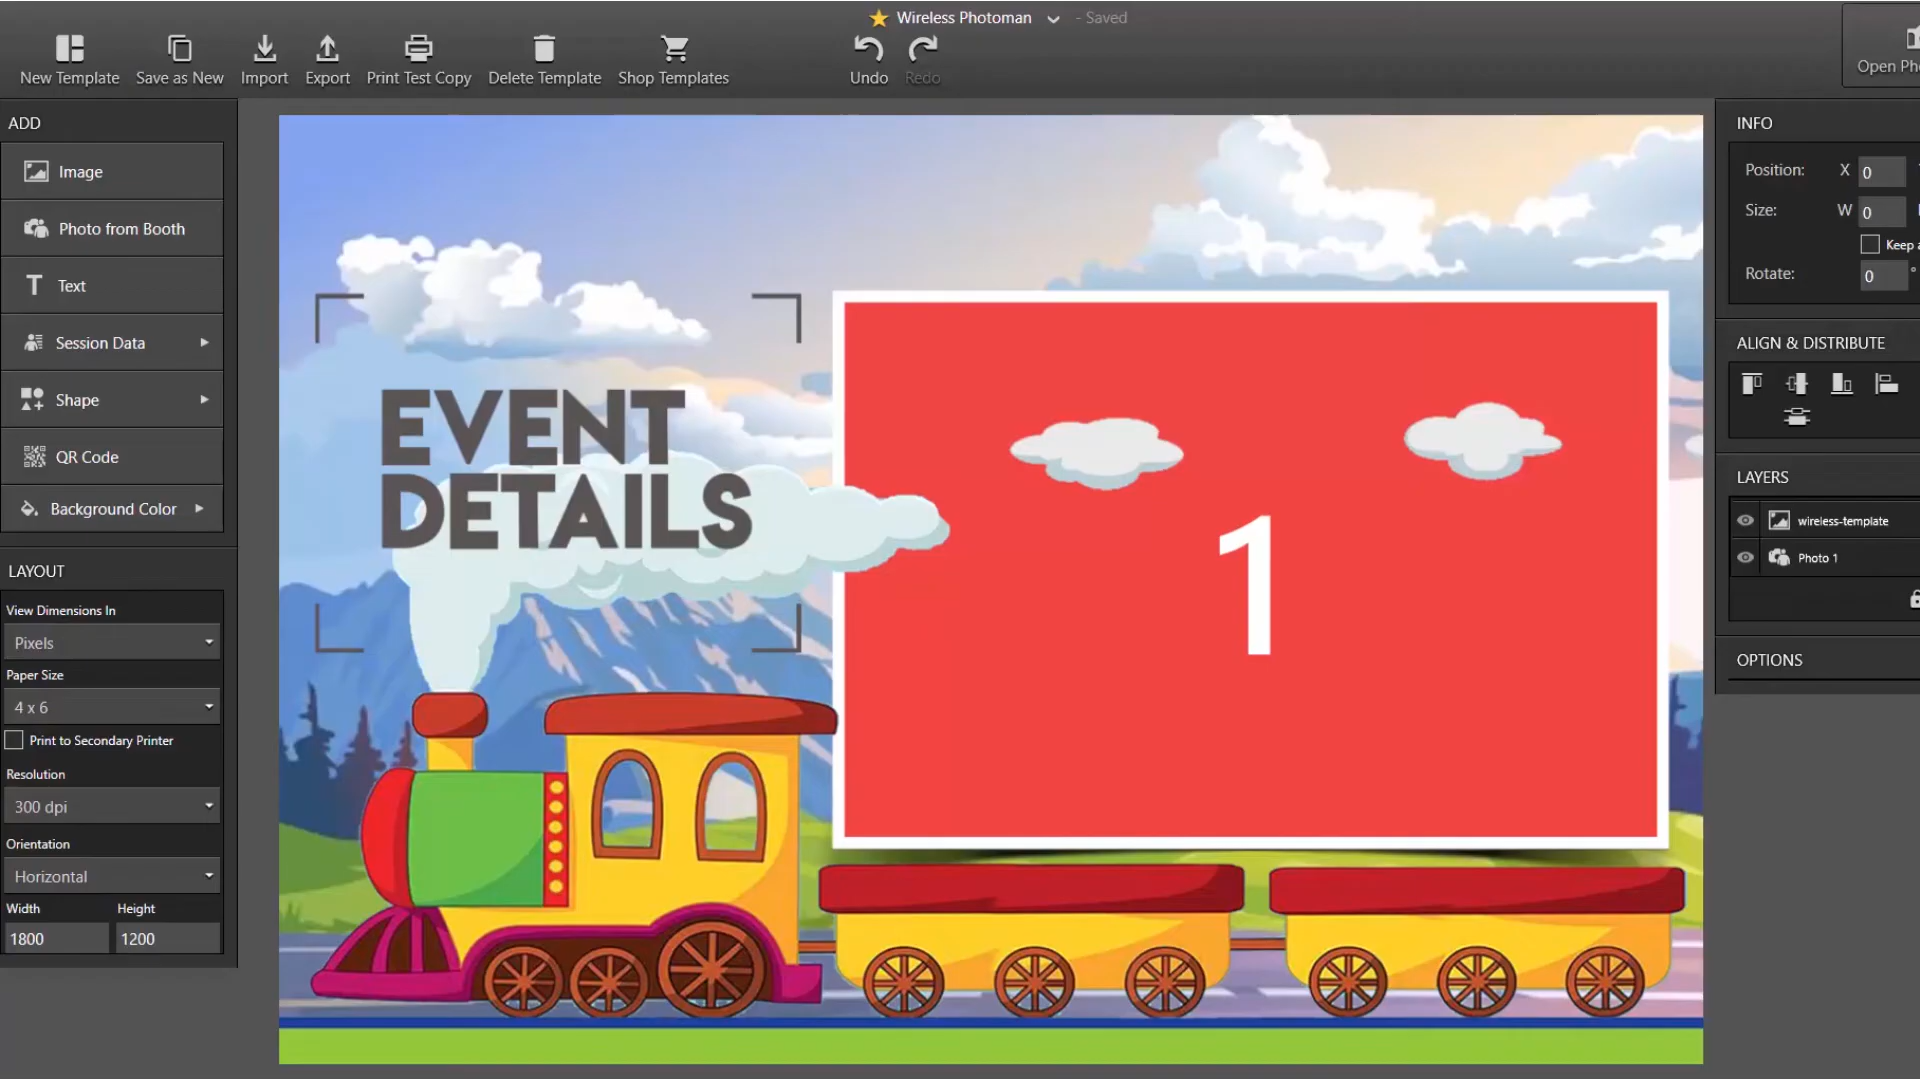 Wireless Photoman - Saved
New Template
Save as New
Import
Export
Print Test Copy
Delete Template
Shop Templates
Undo
Redo
Open Pho
ADD
Image
Photo from Booth
Text
Session Data
Shape
QR Code
Background Color
LAYOUT
View Dimensions In
Pixels
Paper Size
4 x 6
Print to Secondary Printer
Resolution
300 dpi
Orientation
Horizontal
Width Height
1800 1200
EVENT
DETAILS
1
INFO
Position: X 0
Size: W 0
Keep a
Rotate: 0 °
ALIGN & DISTRIBUTE
LAYERS
wireless-template
Photo 1
OPTIONS